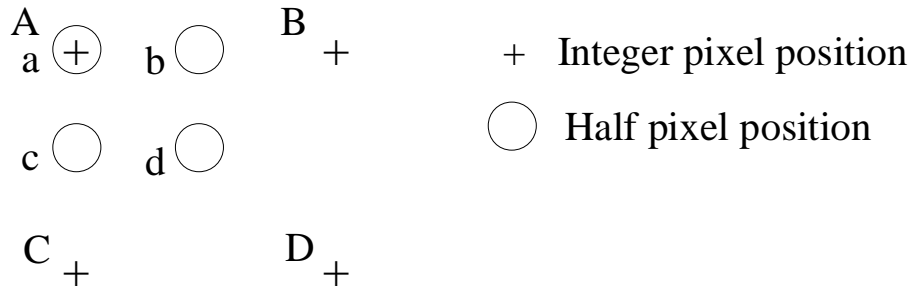 A
a
b
B
+ Integer pixel position
c
d
Half pixel position
C
D